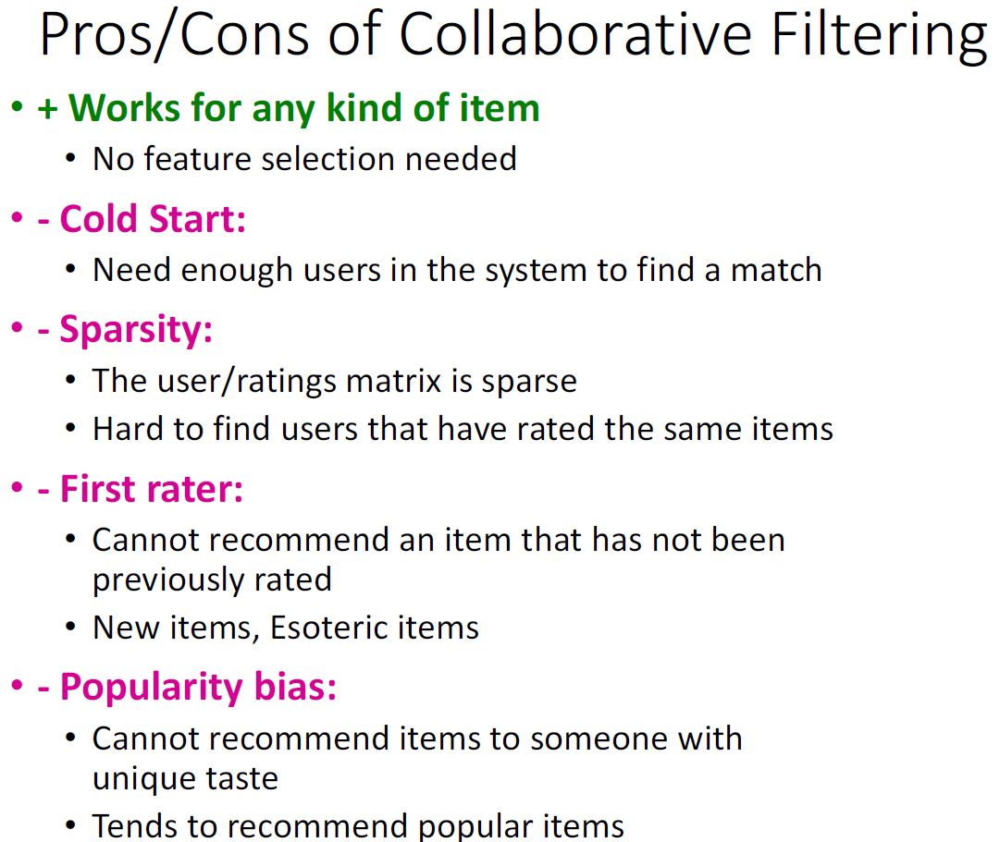 Pros/Cons of Collaborative Filtering
• + Works for any kind of item
• No feature selection needed
• - Cold Start:
• Need enough users in the system to find a match
• - Sparsity:
• The user/ratings matrix is sparse
• Hard to find users that have rated the same items
• - First rater:
• Cannot recommend an item that has not been
previously rated
• New items, Esoteric items
• - Popularity bias:
• Cannot recommend items to someone with
unique taste
• Tends to recommend popular items